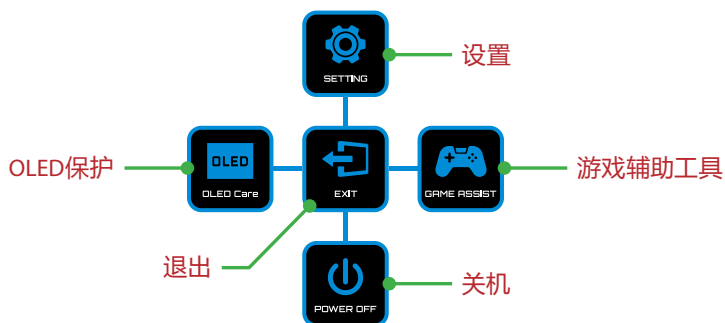 设置
SETTING
OLED保护
OLED
OLED Care
EXIT
GAME ASSIST
游戏辅助工具
退出
POWER OFF
关机